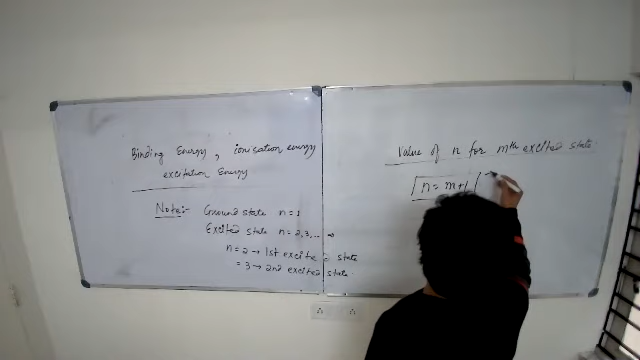 Binding Energy, ionisation energy
excitation Energy
Note:- Ground state n = 1
Excited state n = 2, 3, ... ∞
n = 2 → 1st excited state
= 3 → 2nd excited state
Value of n for mth excited state
n = m+1